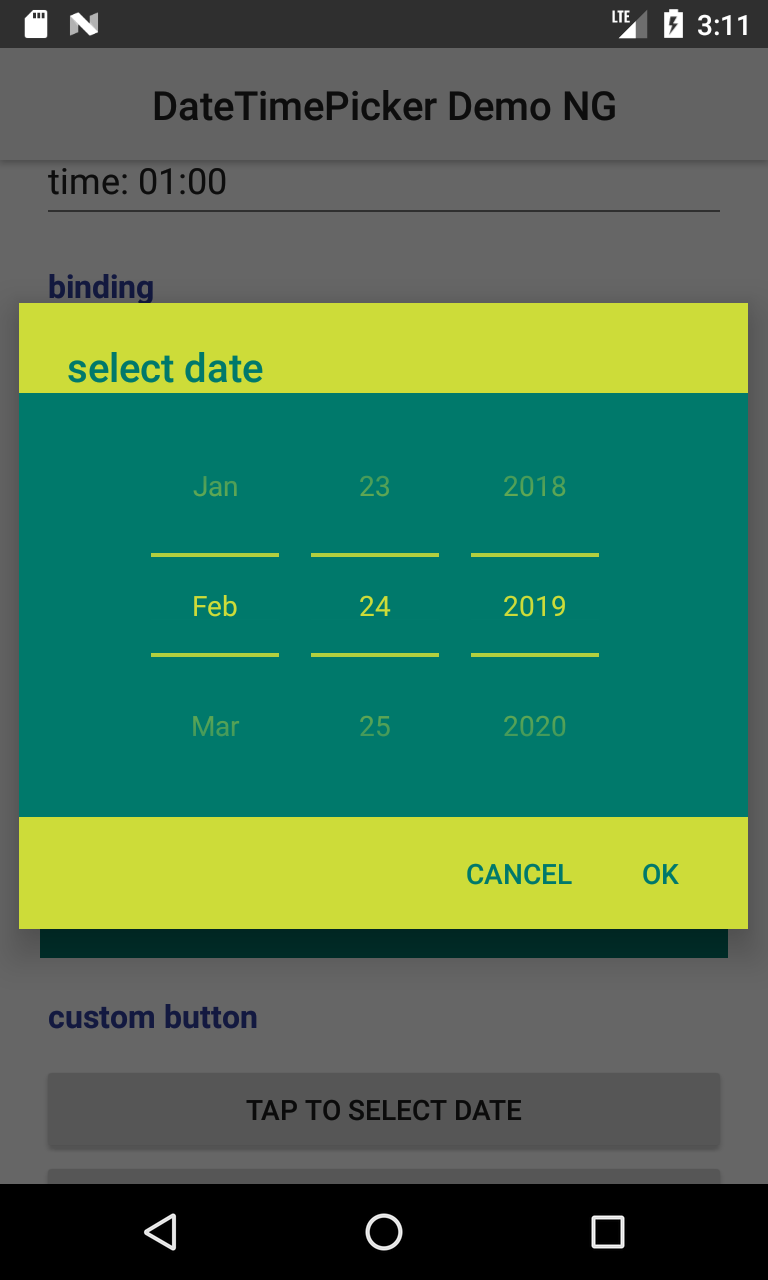 LTE 3:11
DateTimePicker Demo NG
time: 01:00
binding
select date
Jan 23 2018
Feb 24 2019
Mar 25 2020
CANCEL OK
custom button
TAP TO SELECT DATE